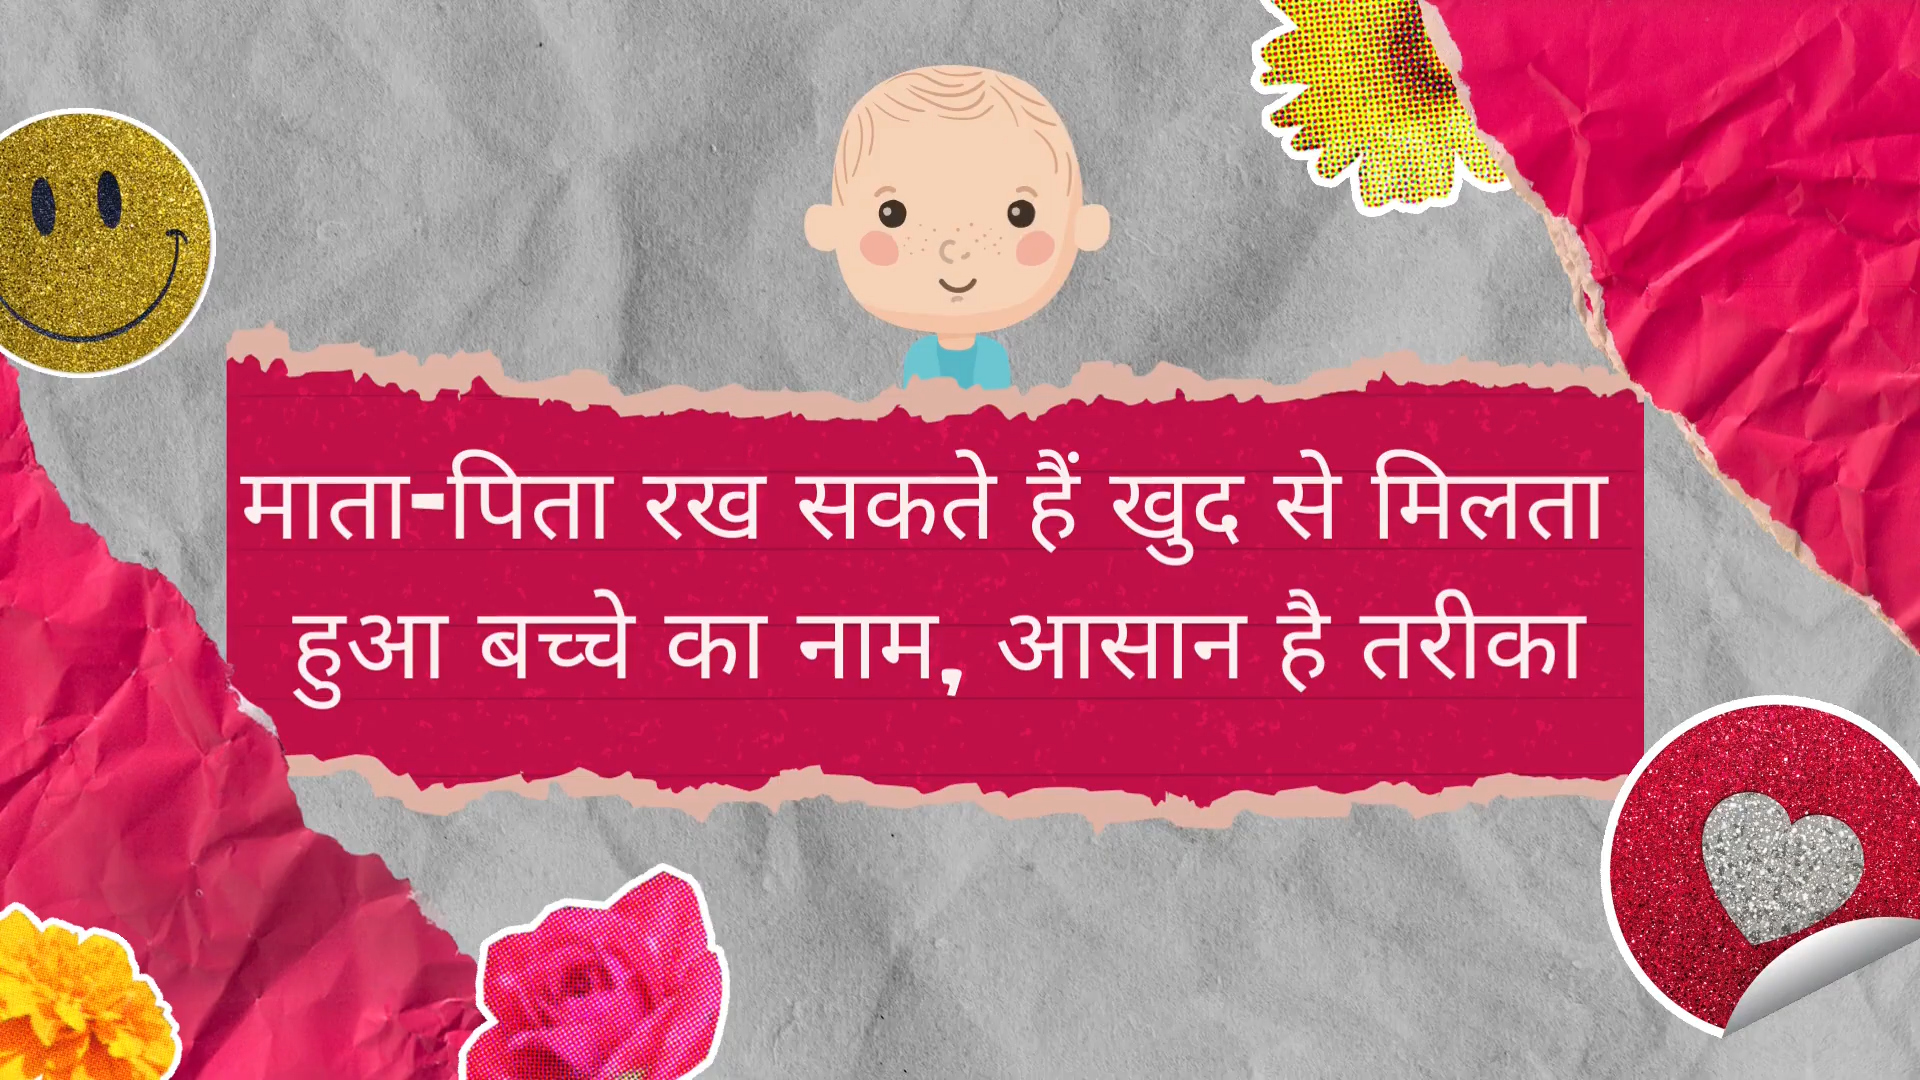 माता-पिता रख सकते हैं खुद से मिलता
हुआ बच्चे का नाम, आसान है तरीका